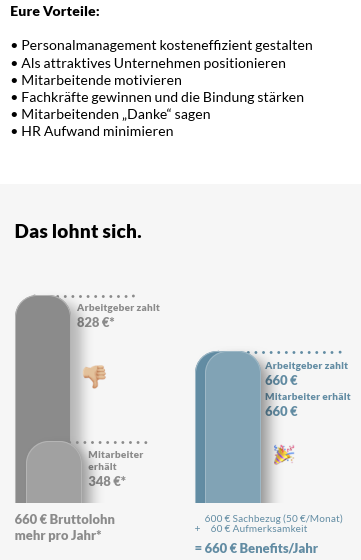 Eure Vorteile:
• Personalmanagement kosteneffizient gestalten
• Als attraktives Unternehmen positionieren
• Mitarbeitende motivieren
• Fachkräfte gewinnen und die Bindung stärken
• Mitarbeitenden „Danke“ sagen
• HR Aufwand minimieren
Das lohnt sich.
Arbeitgeber zahlt
828 €*
Mitarbeiter
erhält
348 €*
660 € Bruttolohn
mehr pro Jahr*
Arbeitgeber zahlt
660 €
Mitarbeiter erhält
660 €
600 € Sachbezug (50 €/Monat)
+ 60 € Aufmerksamkeit
= 660 € Benefits/Jahr